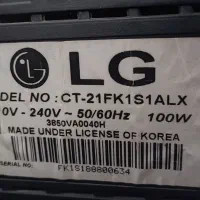 LG
DEL NO : CT-21FK1S1ALX
0V - 240V ~ 50/60Hz 100W
3850VA0040H
MADE UNDER LICENSE OF KOREA
SERIAL NO:
FK1S188800634